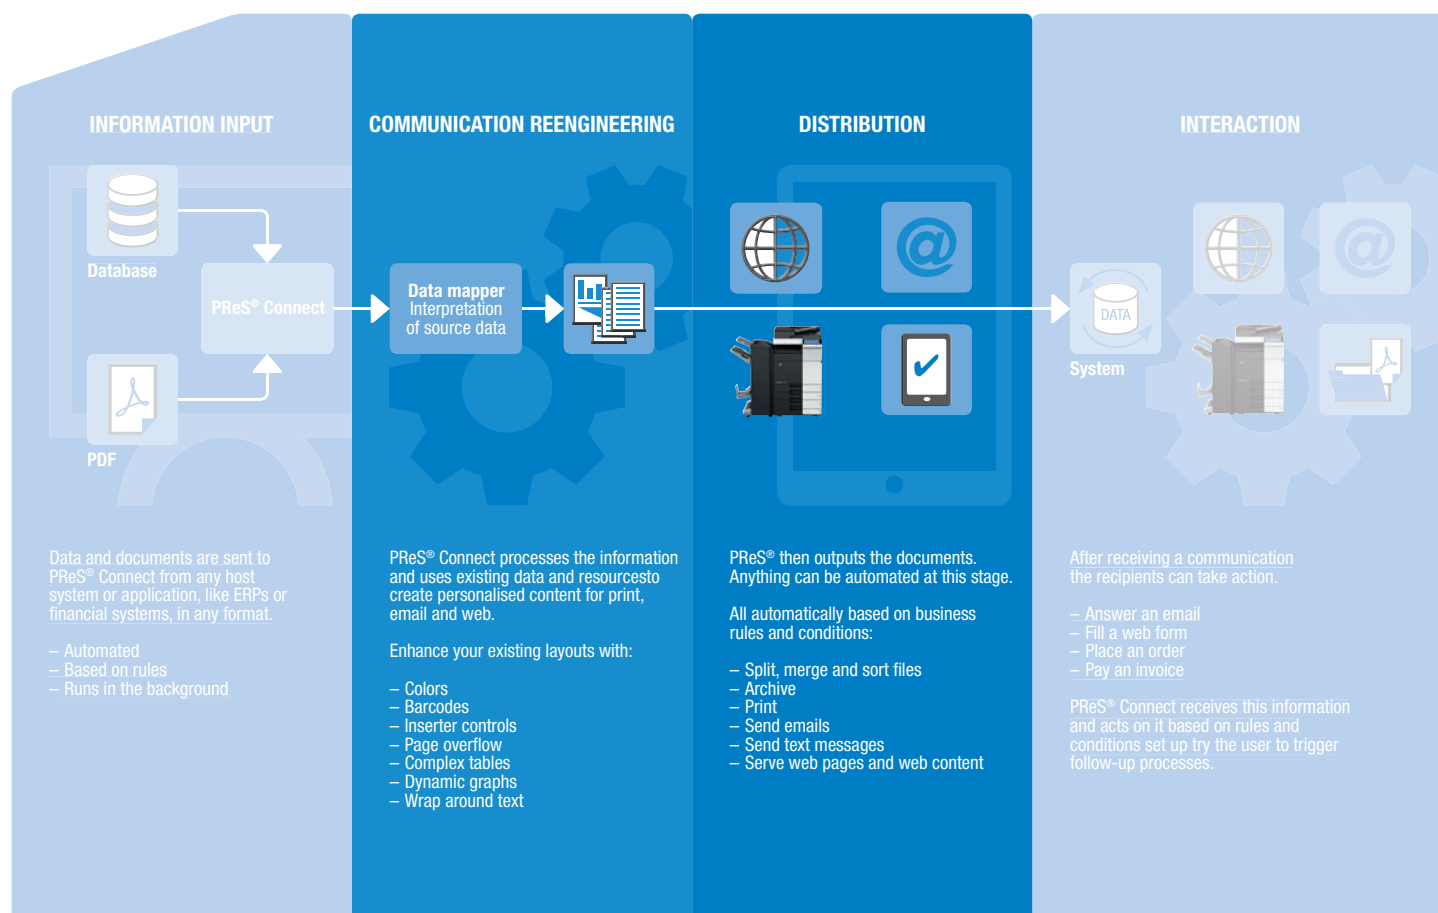 INFORMATION INPUT
Database
PReS® Connect
PDF
Data and documents are sent to
PReS® Connect from any host
system or application, like ERPs or
financial systems, in any format.
– Automated
– Based on rules
– Runs in the background
COMMUNICATION REENGINEERING
Data mapper
Interpretation
of source data
PReS® Connect processes the information
and uses existing data and resourcesto
create personalised content for print,
email and web.
Enhance your existing layouts with:
– Colors
– Barcodes
– Inserter controls
– Page overflow
– Complex tables
– Dynamic graphs
– Wrap around text
DISTRIBUTION
@
PReS® then outputs the documents.
Anything can be automated at this stage.
All automatically based on business
rules and conditions:
– Split, merge and sort files
– Archive
– Print
– Send emails
– Send text messages
– Serve web pages and web content
INTERACTION
@
DATA
System
After receiving a communication
the recipients can take action.
– Answer an email
– Fill a web form
– Place an order
– Pay an invoice
PReS® Connect receives this information
and acts on it based on rules and
conditions set up try the user to trigger
follow-up processes.